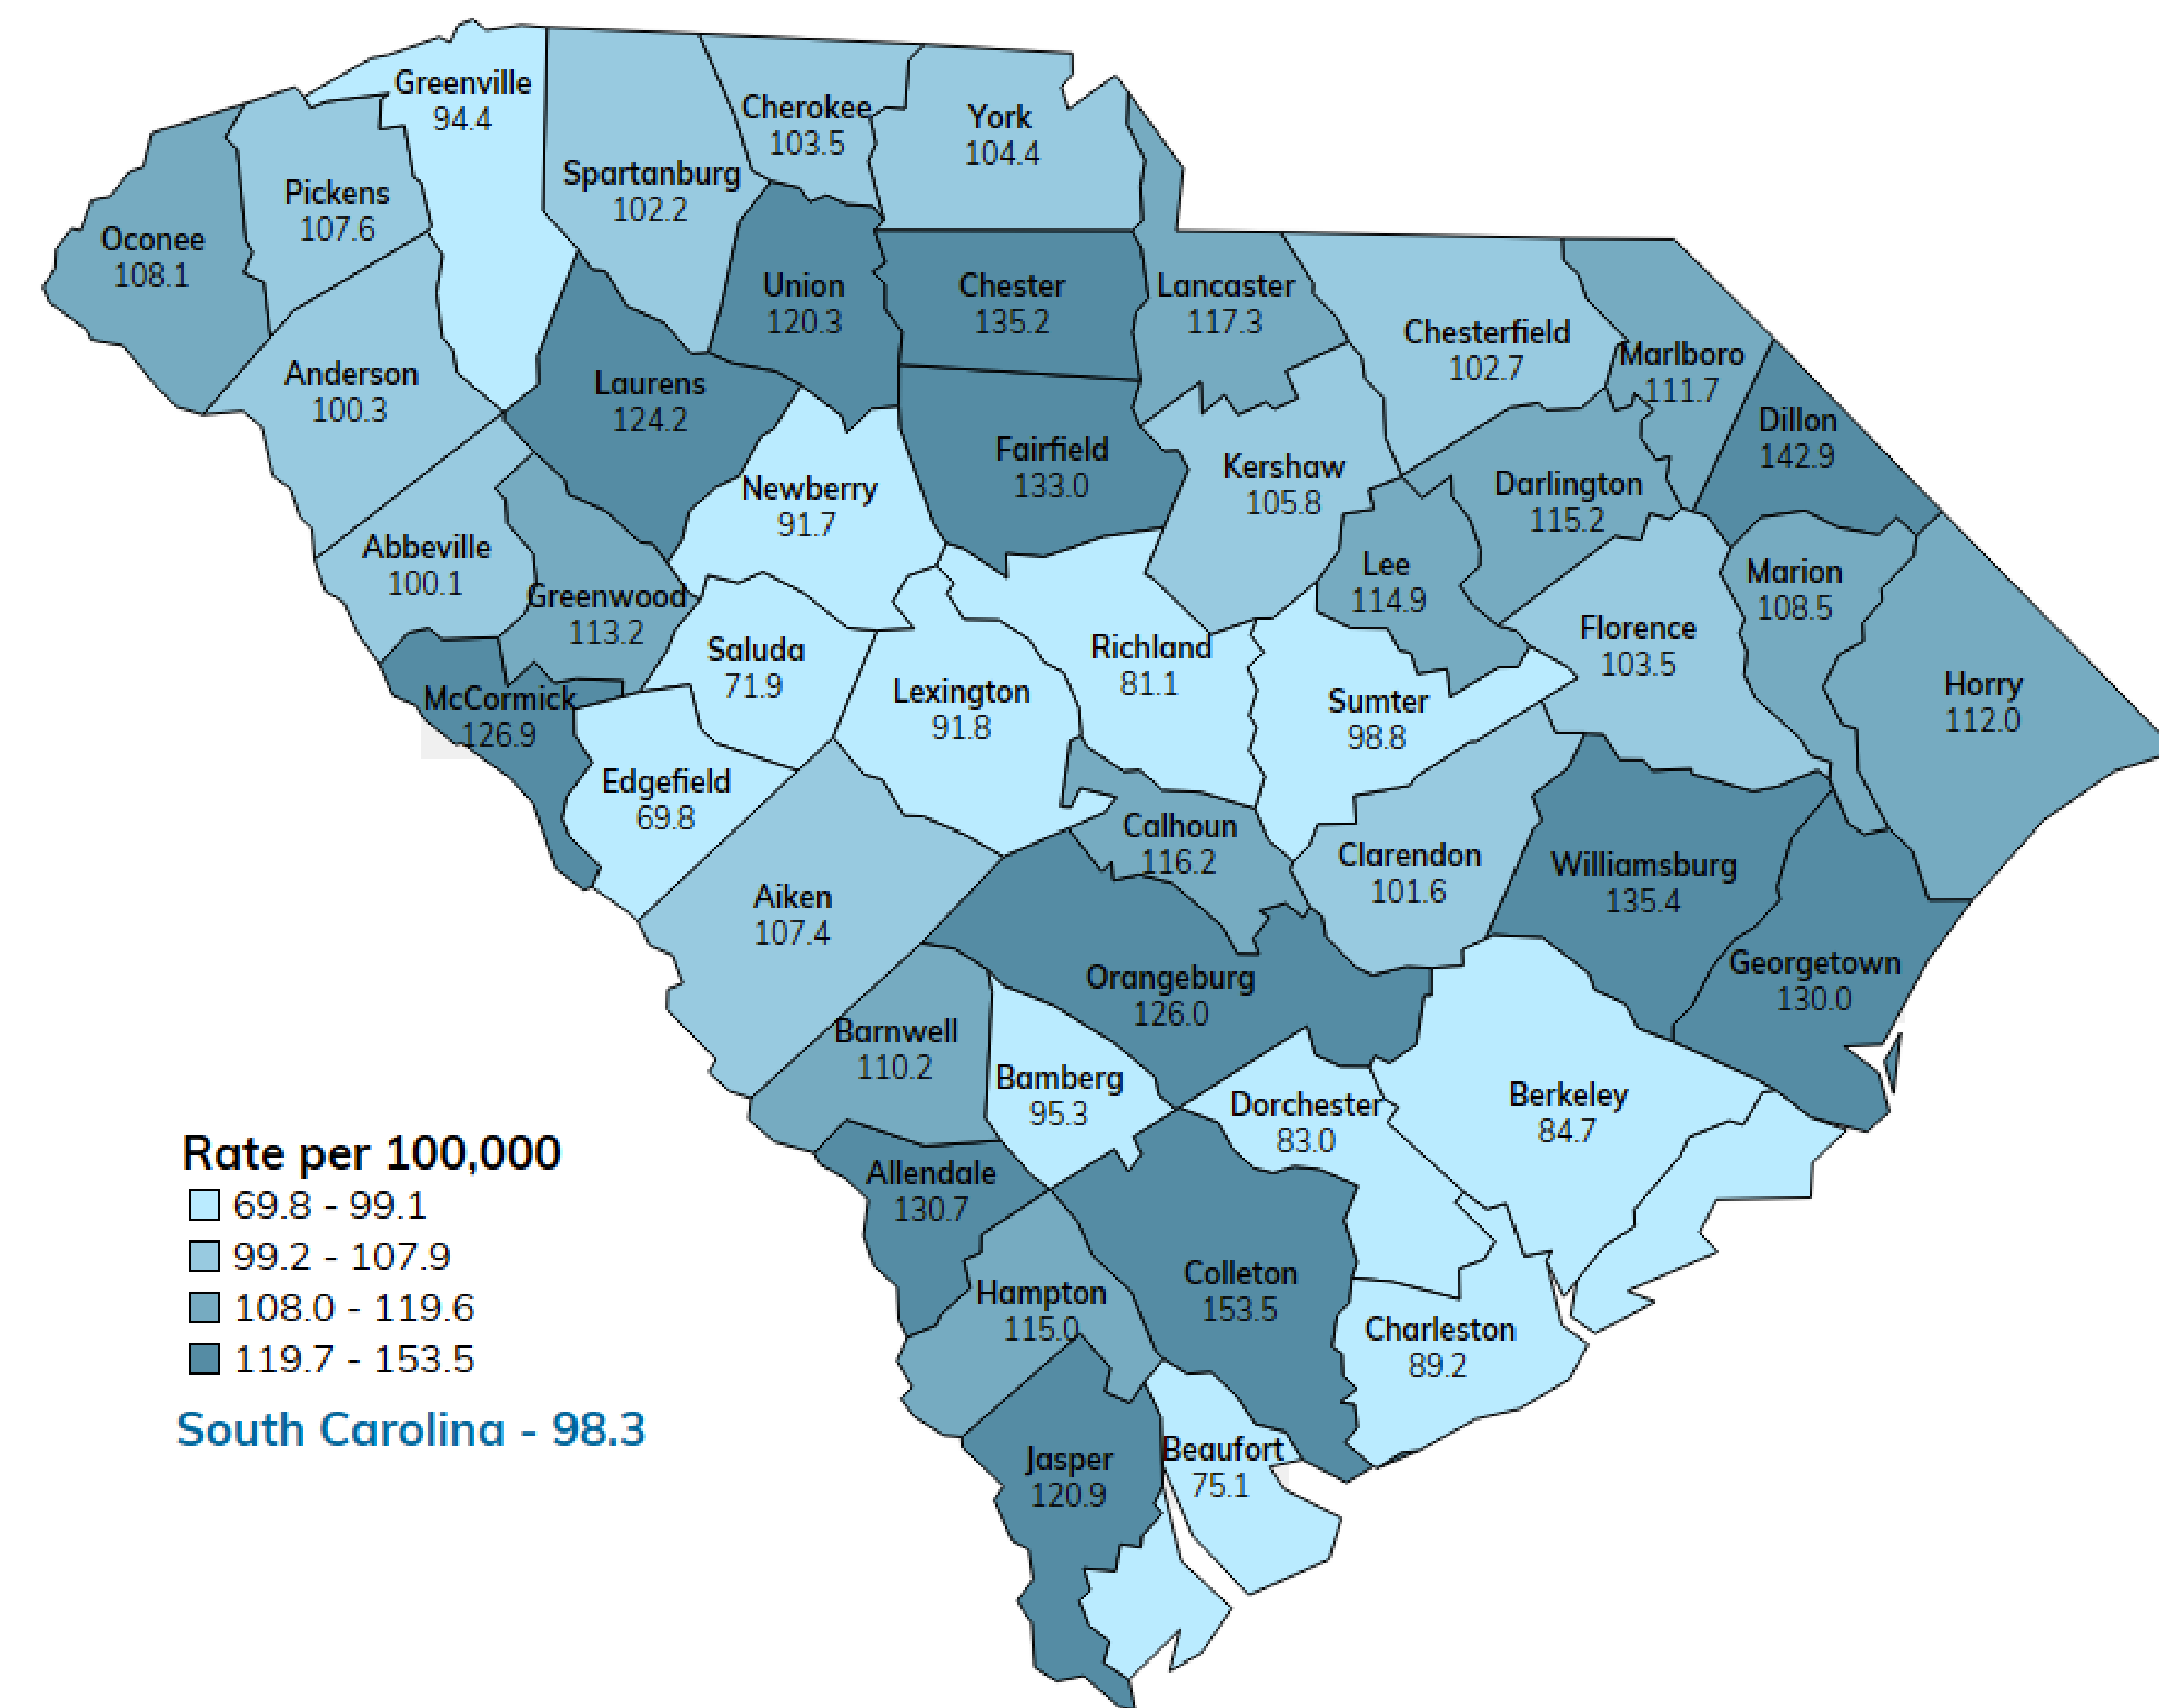 Greenville
94.4
Cherokee
103.5
York
104.4
Spartanburg
102.2
Pickens
107.6
Oconee
108.1
Union
120.3
Chester
135.2
Lancaster
117.3
Chesterfield
102.7
Marlboro
111.7
Anderson
100.3
Laurens
124.2
Dillon
142.9
Fairfield
133.0
Kershaw
105.8
Newberry
91.7
Darlington
115.2
Abbeville
100.1
Greenwood
113.2
Lee
114.9
Marion
108.5
Saluda
71.9
Richland
81.1
Florence
103.5
McCormick
126.9
Lexington
91.8
Sumter
98.8
Horry
112.0
Edgefield
69.8
Calhoun
116.2
Clarendon
101.6
Williamsburg
135.4
Aiken
107.4
Orangeburg
126.0
Georgetown
130.0
Barnwell
110.2
Bamberg
95.3
Dorchester
83.0
Berkeley
84.7
Allendale
130.7
Hampton
115.0
Colleton
153.5
Charleston
89.2
Jasper
120.9
Beaufort
75.1
Rate per 100,000
69.8 - 99.1
99.2 - 107.9
108.0 - 119.6
119.7 - 153.5
South Carolina - 98.3